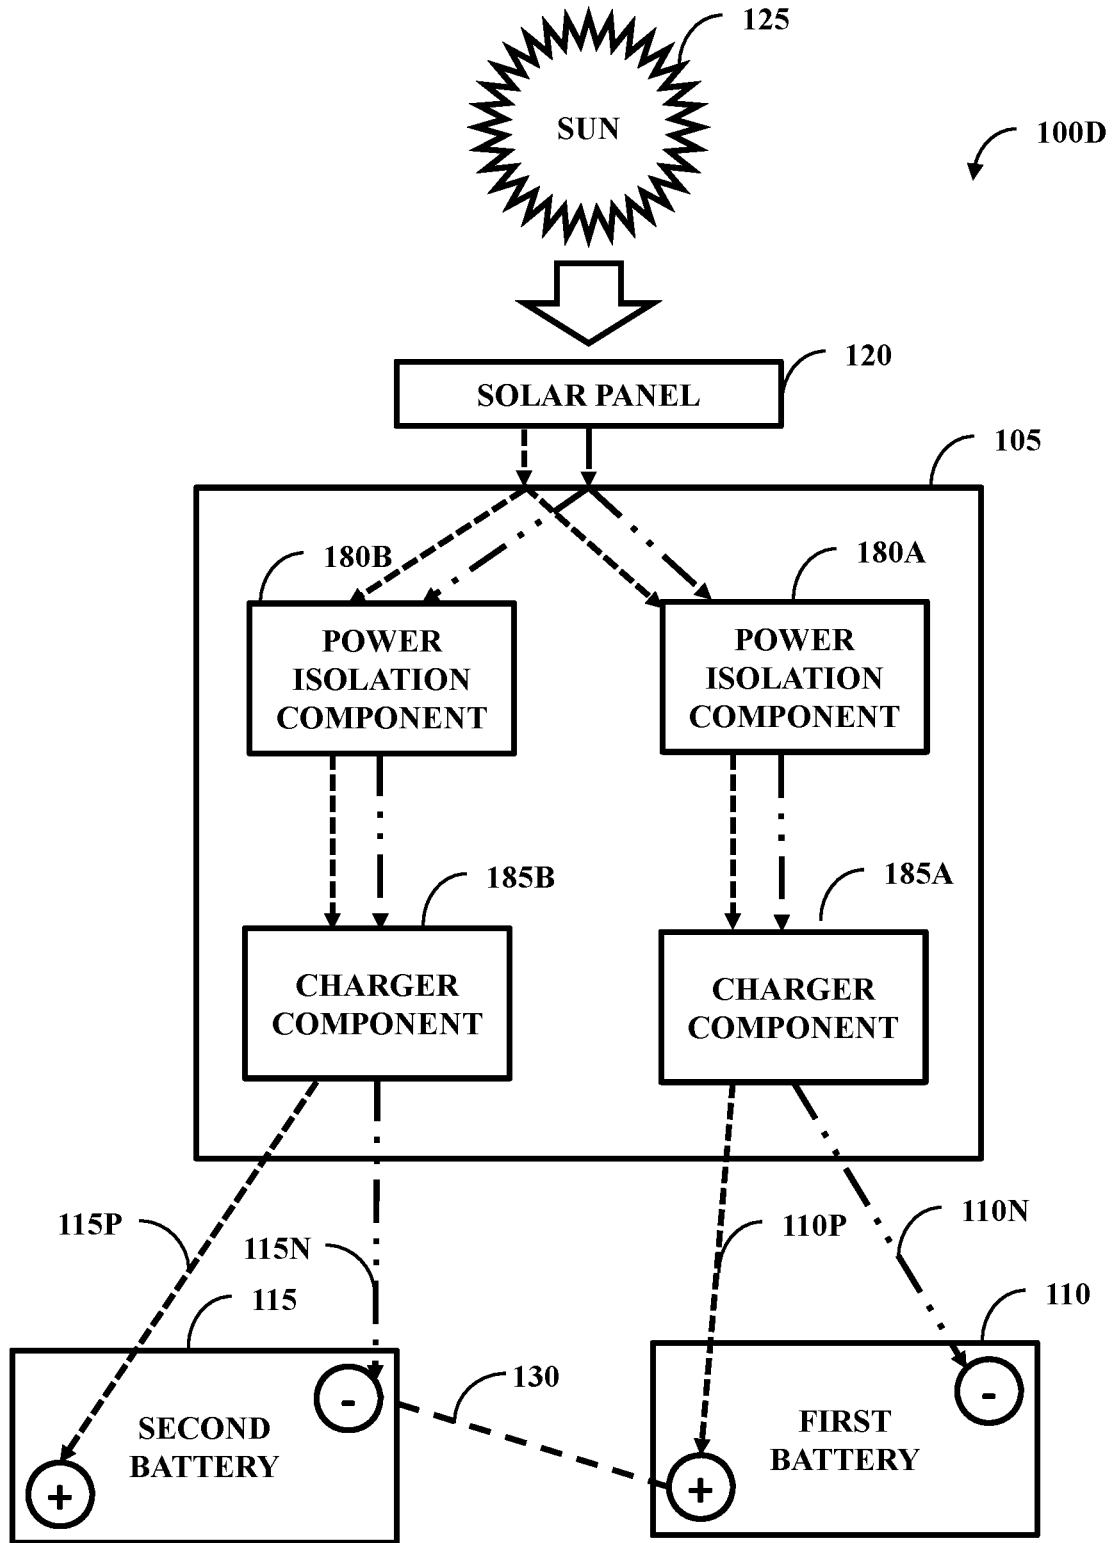 125
SUN
100D
120
SOLAR PANEL
105
180B
180A
POWER
ISOLATION
COMPONENT
POWER
ISOLATION
COMPONENT
185B
185A
CHARGER
COMPONENT
CHARGER
COMPONENT
115P
115N
110P
110N
115
110
130
-
-
SECOND
BATTERY
FIRST
BATTERY
+
+